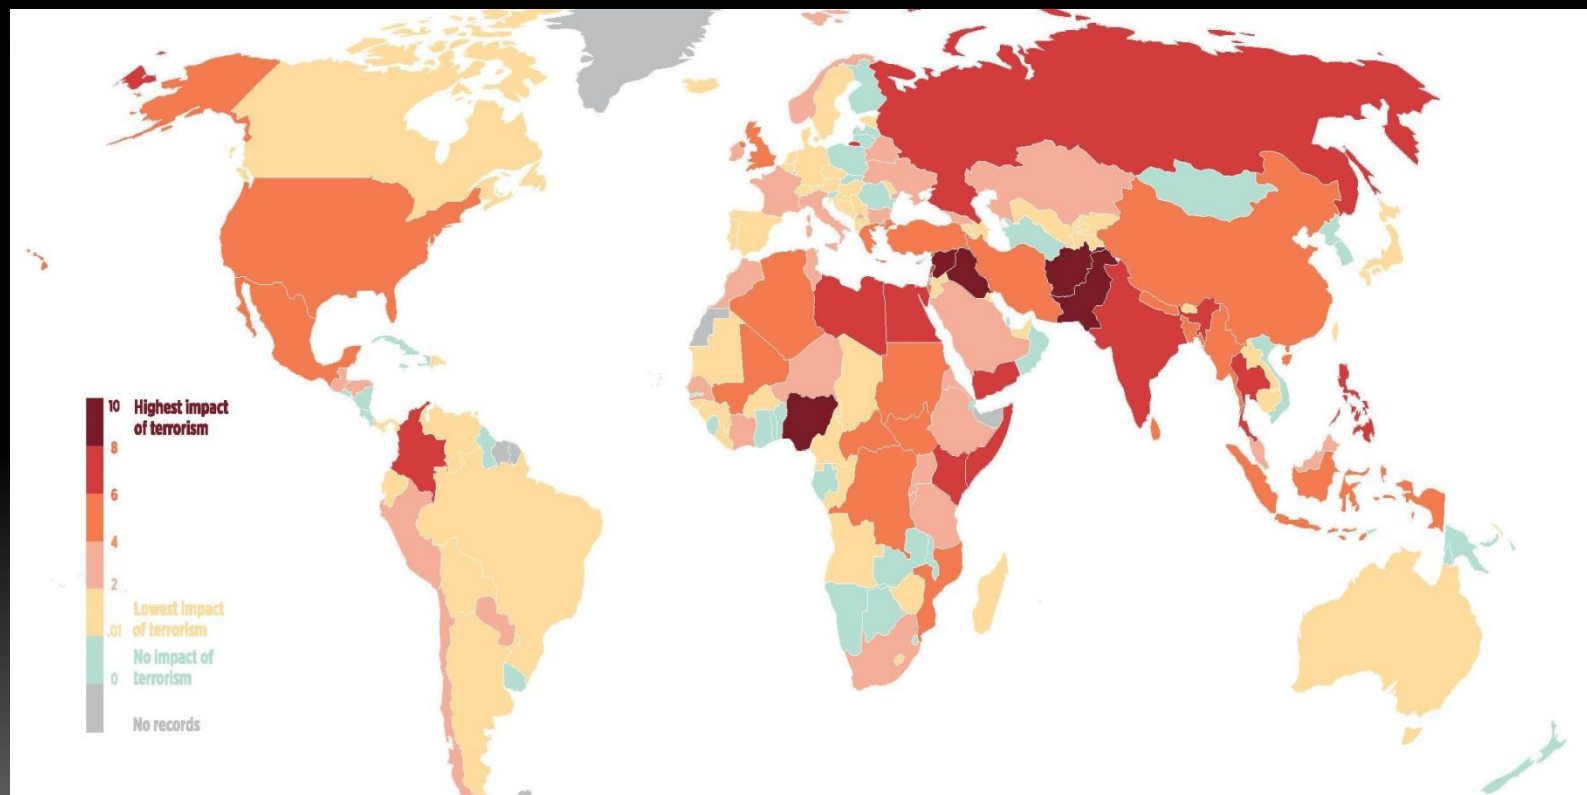 10 Highest impact
of terrorism
8
6
4
2
Lowest impact
.01 of terrorism
No impact of
0 terrorism
No records